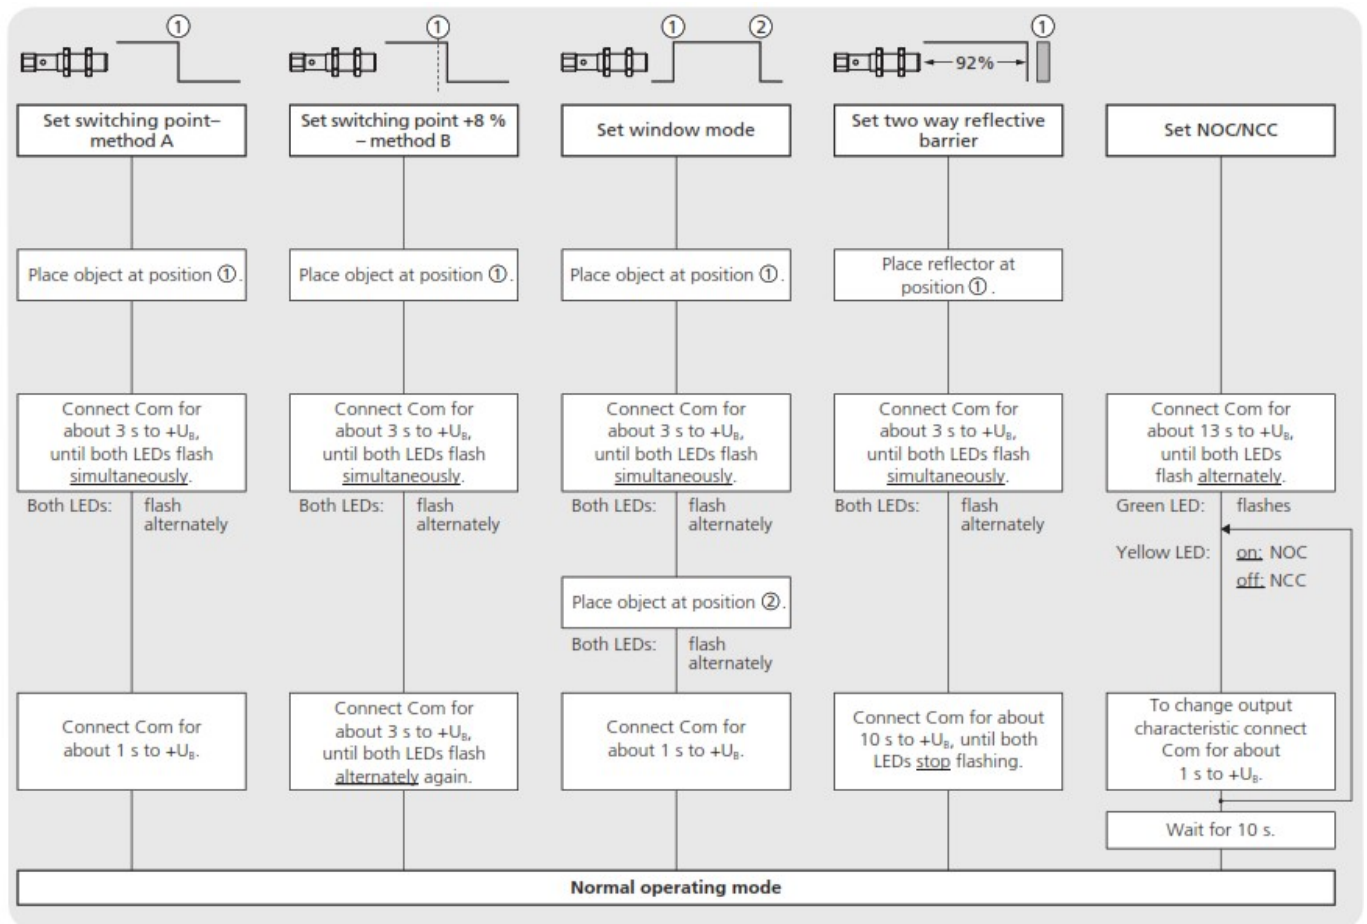 ①
①
① ②
①
92%
Set switching point–
method A
Set switching point +8 %
– method B
Set window mode
Set two way reflective
barrier
Set NOC/NCC
Place object at position ①.
Place object at position ①.
Place object at position ①.
Place reflector at
position ① .
Connect Com for
about 3 s to +UB,
until both LEDs flash
simultaneously.
Connect Com for
about 3 s to +UB,
until both LEDs flash
simultaneously.
Connect Com for
about 3 s to +UB,
until both LEDs flash
simultaneously.
Connect Com for
about 3 s to +UB,
until both LEDs flash
simultaneously.
Connect Com for
about 13 s to +UB,
until both LEDs
flash alternately.
Both LEDs: flash
alternately
Both LEDs: flash
alternately
Both LEDs: flash
alternately
Both LEDs: flash
alternately
Green LED: flashes
Yellow LED: on: NOC
off: NCC
Place object at position ②.
Both LEDs: flash
alternately
Connect Com for
about 1 s to +UB.
Connect Com for
about 3 s to +UB,
until both LEDs flash
alternately again.
Connect Com for
about 1 s to +UB.
Connect Com for about
10 s to +UB, until both
LEDs stop flashing.
To change output
characteristic connect
Com for about
1 s to +UB.
Wait for 10 s.
Normal operating mode